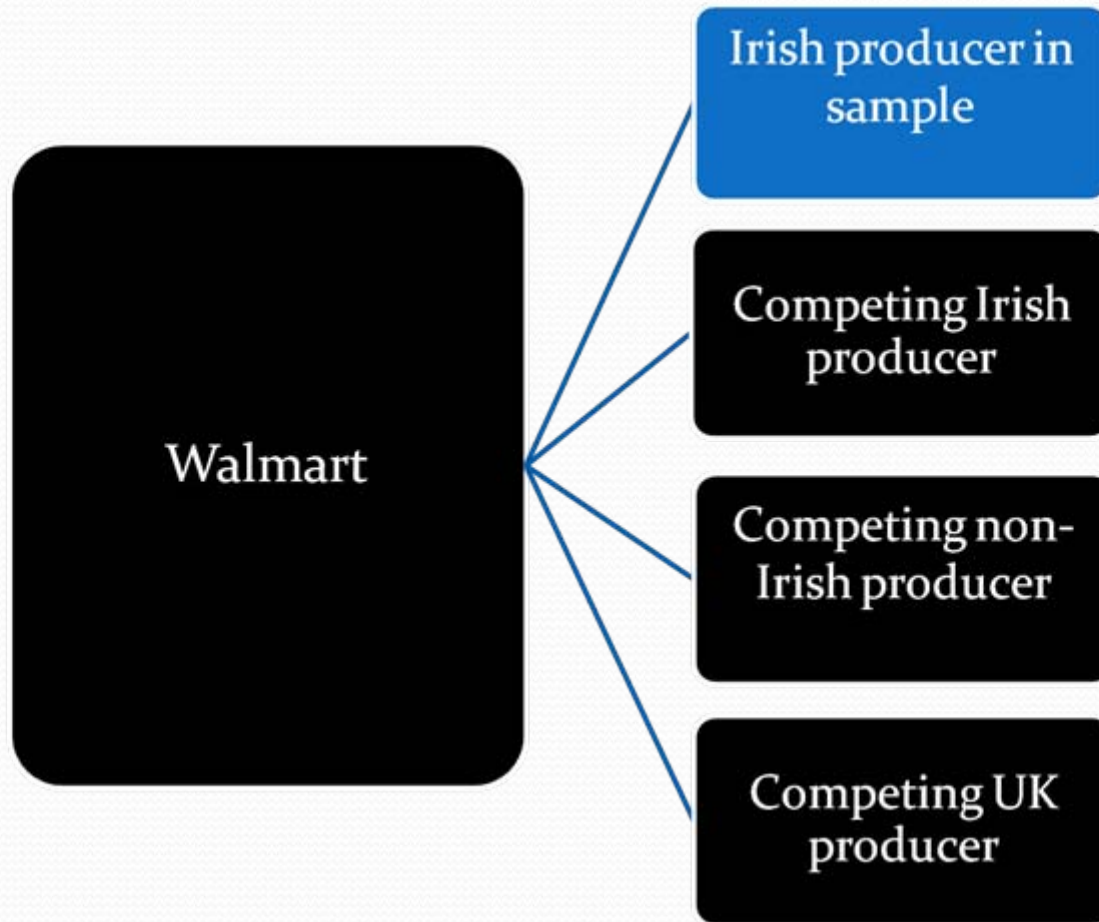 Irish producer in
sample
Competing Irish
producer
Walmart
Competing non-
Irish producer
Competing UK
producer